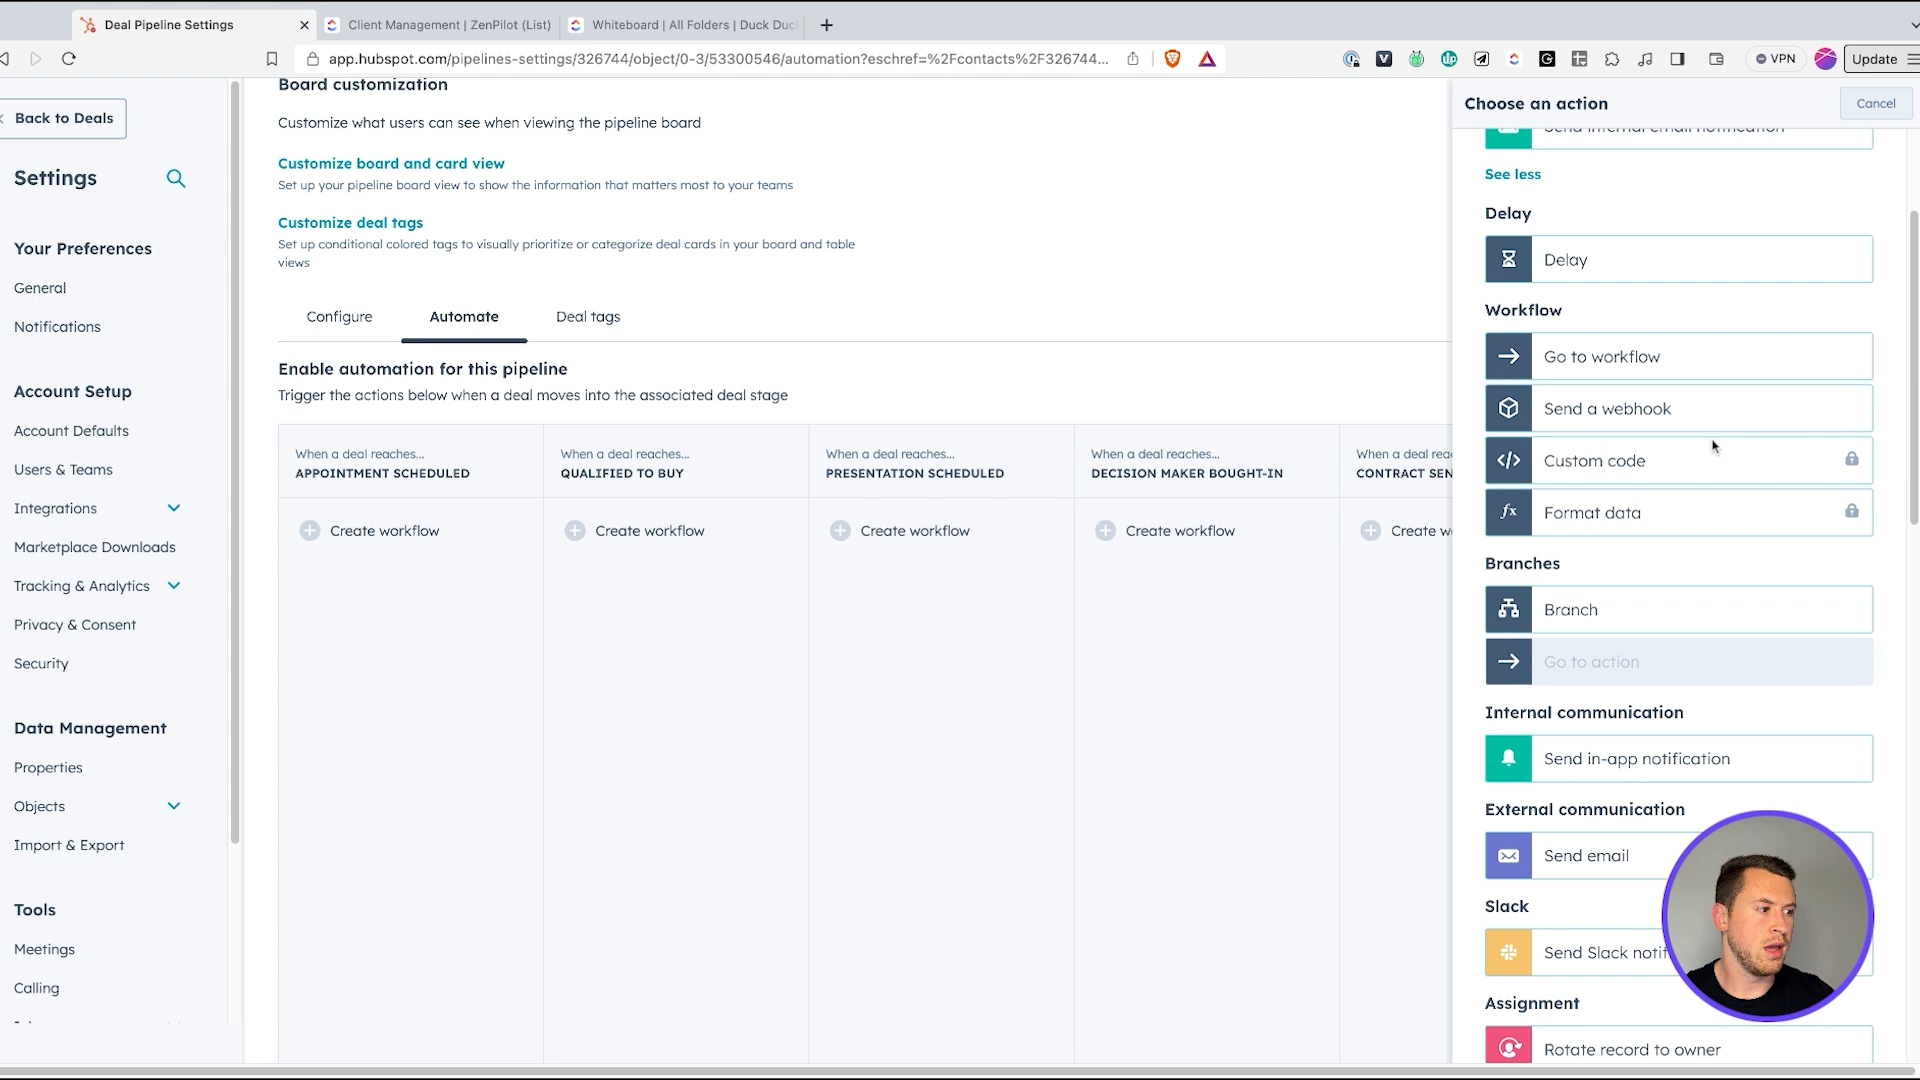 Deal Pipeline Settings
Client Management | ZenPilot (List)
Whiteboard | All Folders | Duck Duc
app.hubspot.com/pipelines-settings/326744/object/0-3/53300546/automation?eschref=%2Fcontacts%2F326744...
VPN
Update
Back to Deals
Settings
Your Preferences
General
Notifications
Account Setup
Account Defaults
Users & Teams
Integrations
Marketplace Downloads
Tracking & Analytics
Privacy & Consent
Security
Data Management
Properties
Objects
Import & Export
Tools
Meetings
Calling
Board customization
Customize what users can see when viewing the pipeline board
Customize board and card view
Set up your pipeline board view to show the information that matters most to your teams
Customize deal tags
Set up conditional colored tags to visually prioritize or categorize deal cards in your board and table
views
Configure
Automate
Deal tags
Enable automation for this pipeline
Trigger the actions below when a deal moves into the associated deal stage
When a deal reaches...
APPOINTMENT SCHEDULED
Create workflow
When a deal reaches...
QUALIFIED TO BUY
Create workflow
When a deal reaches...
PRESENTATION SCHEDULED
Create workflow
When a deal reaches...
DECISION MAKER BOUGHT-IN
Create workflow
When a deal rea
CONTRACT SEN
Create w
Choose an action
Cancel
Send internal email notification
See less
Delay
Delay
Workflow
Go to workflow
Send a webhook
Custom code
Format data
Branches
Branch
Go to action
Internal communication
Send in-app notification
External communication
Send email
Slack
Send Slack notif
Assignment
Rotate record to owner